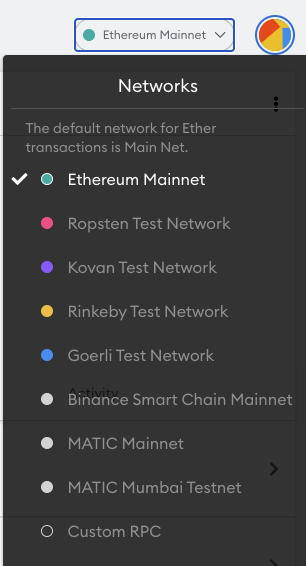 Ethereum Mainnet
Networks
The default network for Ether
transactions is Main Net.
Ethereum Mainnet
Ropsten Test Network
Kovan Test Network
Rinkeby Test Network
Goerli Test Network
Activity
Binance Smart Chain Mainnet
MATIC Mainnet
MATIC Mumbai Testnet
Custom RPC